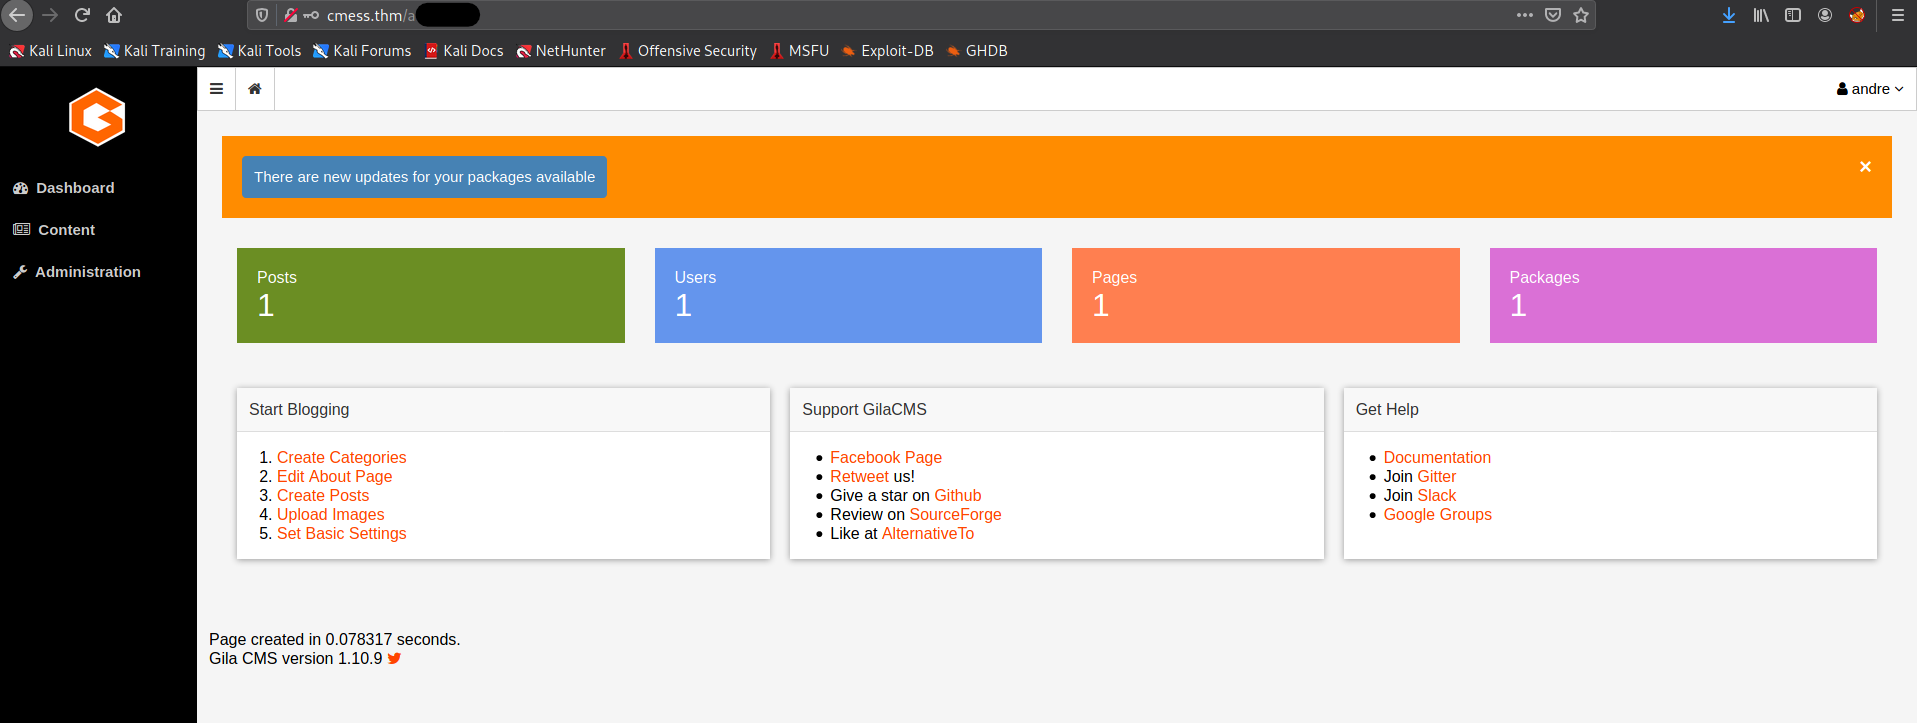 cmess.thm/a
Kali Linux Kali Training Kali Tools Kali Forums Kali Docs NetHunter Offensive Security MSFU Exploit-DB GHDB
andre
Dashboard
Content
Administration
There are new updates for your packages available
×
Posts
1
Users
1
Pages
1
Packages
1
Start Blogging
1. Create Categories
2. Edit About Page
3. Create Posts
4. Upload Images
5. Set Basic Settings
Support GilaCMS
• Facebook Page
• Retweet us!
• Give a star on Github
• Review on SourceForge
• Like at AlternativeTo
Get Help
• Documentation
• Join Gitter
• Join Slack
• Google Groups
Page created in 0.078317 seconds.
Gila CMS version 1.10.9